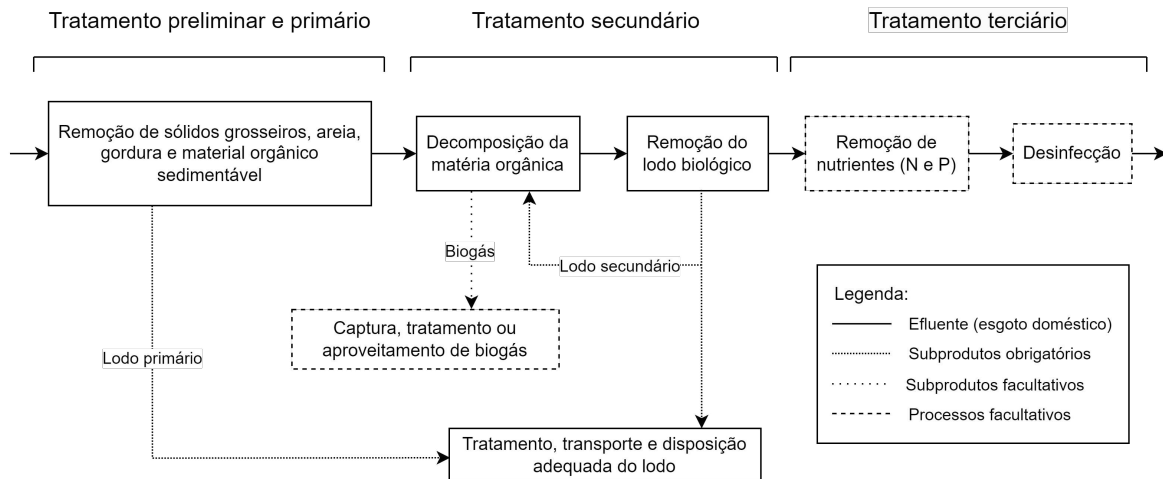 Tratamento preliminar e primário
Tratamento secundário
Tratamento terciário
Remoção de sólidos grosseiros, areia,
gordura e material orgânico
sedimentável
Decomposição da
matéria orgânica
Remoção do
lodo biológico
Remoção de
nutrientes (N e P)
Desinfecção
Biogás
Lodo secundário
Captura, tratamento ou
aproveitamento de biogás
Lodo primário
Tratamento, transporte e disposição
adequada do lodo
Legenda:
Efluente (esgoto doméstico)
Subprodutos obrigatórios
Subprodutos facultativos
Processos facultativos